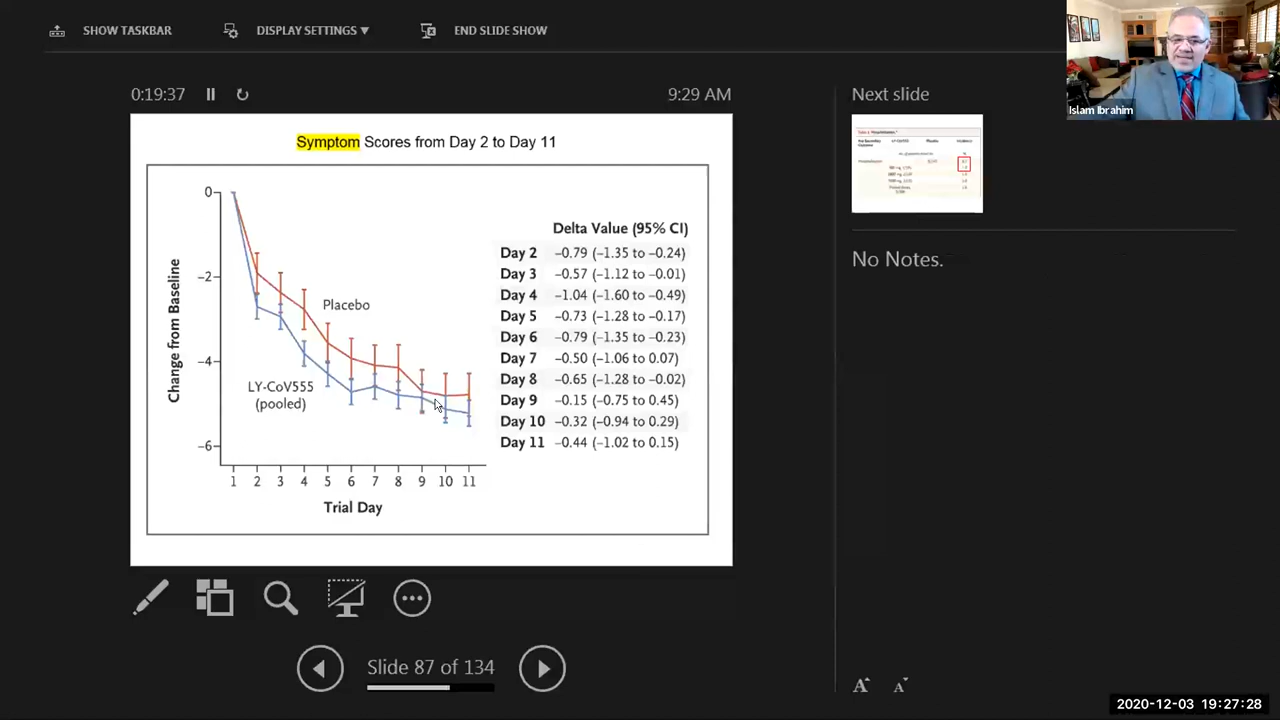 SHOW TASKBAR
DISPLAY SETTINGS ▾
END SLIDE SHOW
0:19:37
9:29 AM
Next slide
Islam Ibrahim
Symptom Scores from Day 2 to Day 11
Change from Baseline
0
−2
−4
−6
Placebo
LY-CoV555
(pooled)
1 2 3 4 5 6 7 8 9 10 11
Trial Day
Delta Value (95% CI)
Day 2 −0.79 (−1.35 to −0.24)
Day 3 −0.57 (−1.12 to −0.01)
Day 4 −1.04 (−1.60 to −0.49)
Day 5 −0.73 (−1.28 to −0.17)
Day 6 −0.79 (−1.35 to −0.23)
Day 7 −0.50 (−1.06 to 0.07)
Day 8 −0.65 (−1.28 to −0.02)
Day 9 −0.15 (−0.75 to 0.45)
Day 10 −0.32 (−0.94 to 0.29)
Day 11 −0.44 (−1.02 to 0.15)
LY-CoV555
Placebo
No Notes.
Slide 87 of 134
A A
2020-12-03 19:27:28